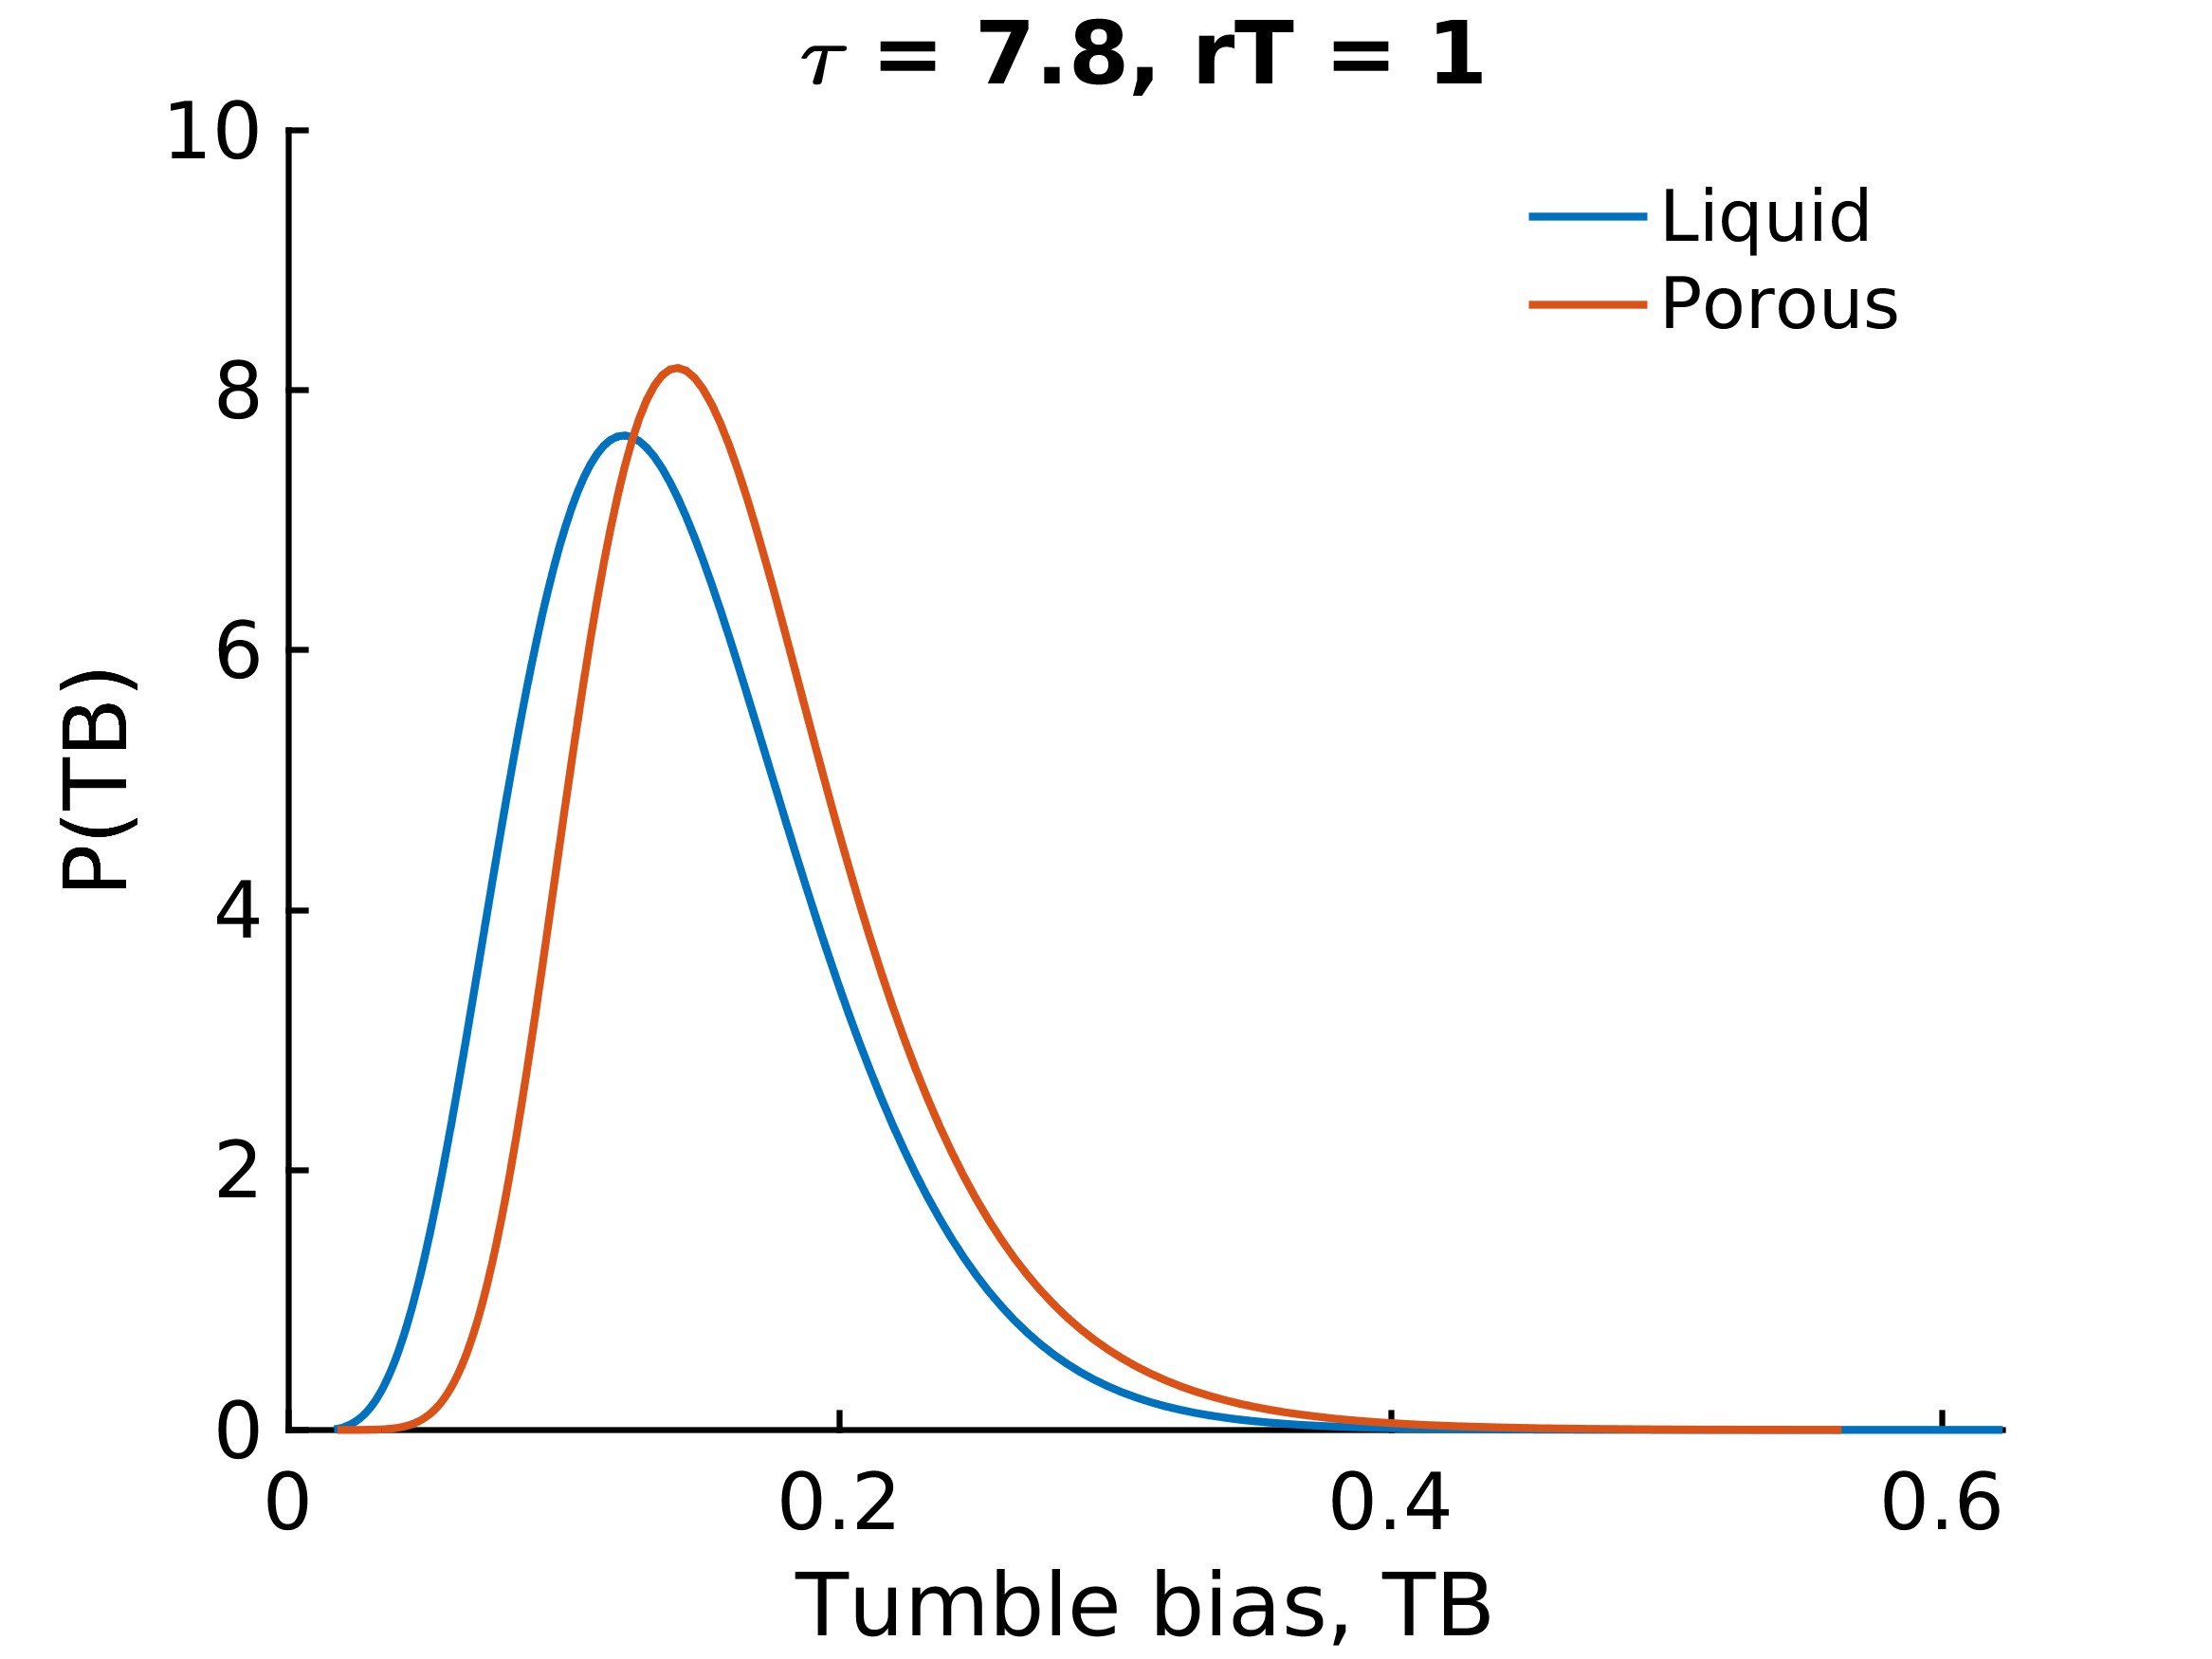 τ = 7.8, rT = 1
10
8
6
4
2
0
P(TB)
Liquid
Porous
0 0.2 0.4 0.6
Tumble bias, TB